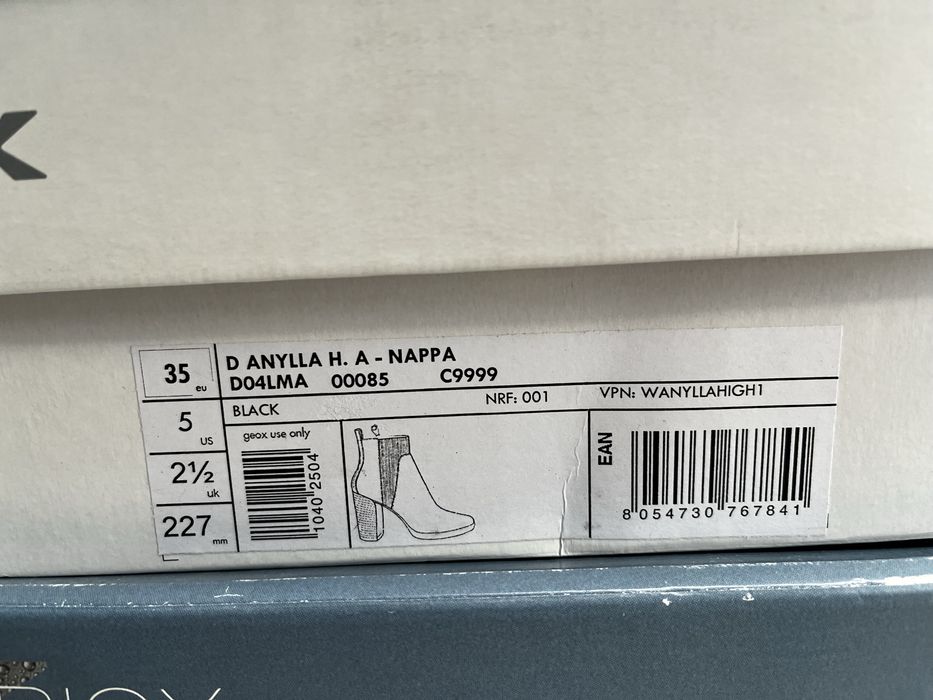 X
35 eu
5 US
2½ uk
227 mm
D ANYLLA H. A - NAPPA
D04LMA 00085 C9999
BLACK NRF: 001 VPN: WANYLLAHIGH1
geox use only
1040 2504
EAN
8 054730 767841